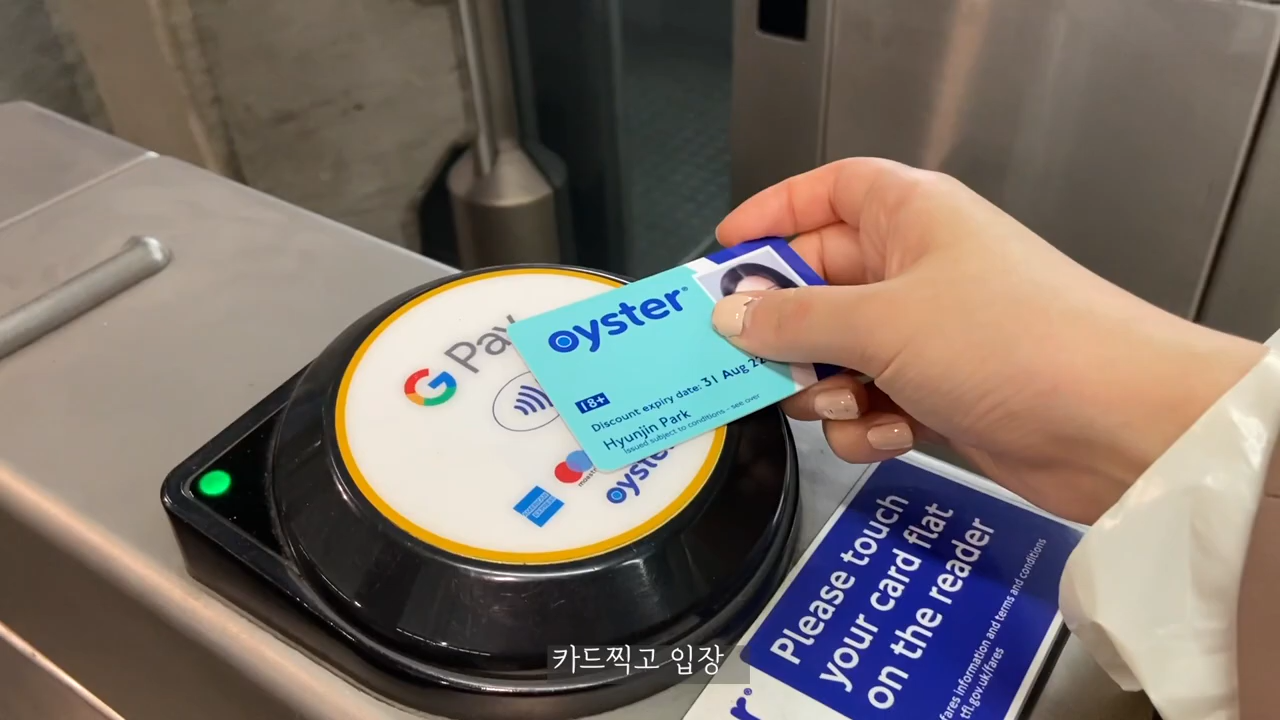 G Pay
oyster
18+
Discount expiry date: 31 Aug 22
Hyunjin Park
Issued subject to conditions - see over
AMERICAN EXPRESS
oyster
Please touch
your card flat
on the reader
fares information and terms and conditions
tfl.gov.uk/fares
카드찍고 입장